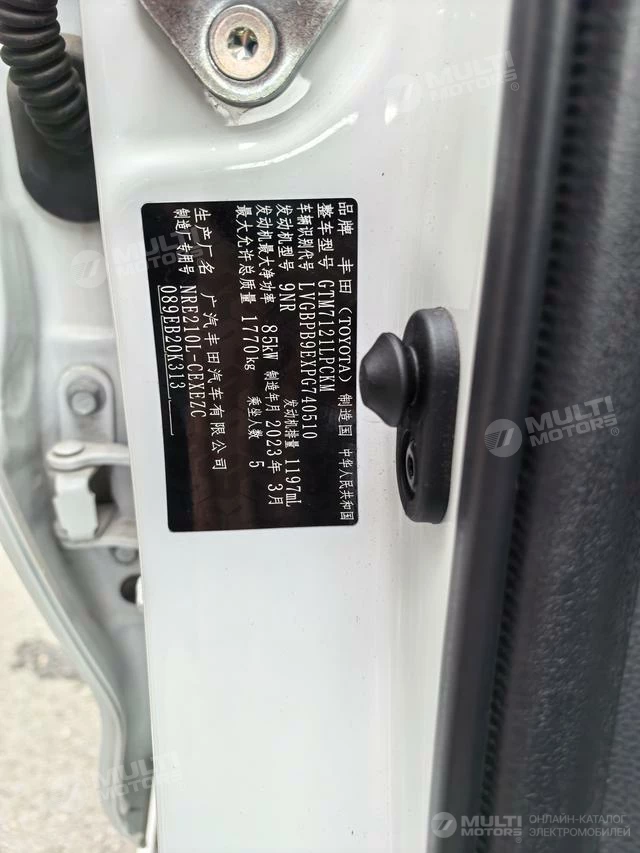 品牌 丰田 (TOYOTA) 制造国 中华人民共和国
整车型号 GTM7121LPCKM
车辆识别代号 LVGBPB9EXPG740510
发动机型号 9NR 发动机排量 1197mL
发动机最大净功率 85kW 制造年月 2023年 3月
最大允许总质量 1770kg 乘坐人数 5
生产厂名 广汽丰田汽车有限公司
制造厂专用号 NRE210L-CEXEZC
089EB20K313
MULTI MOTORS
MULTI MOTORS
MULTI MOTORS
MULTI MOTORS
MULTI MOTORS
ОНЛАЙН-КАТАЛОГ
ЭЛЕКТРОМОБИЛЕЙ